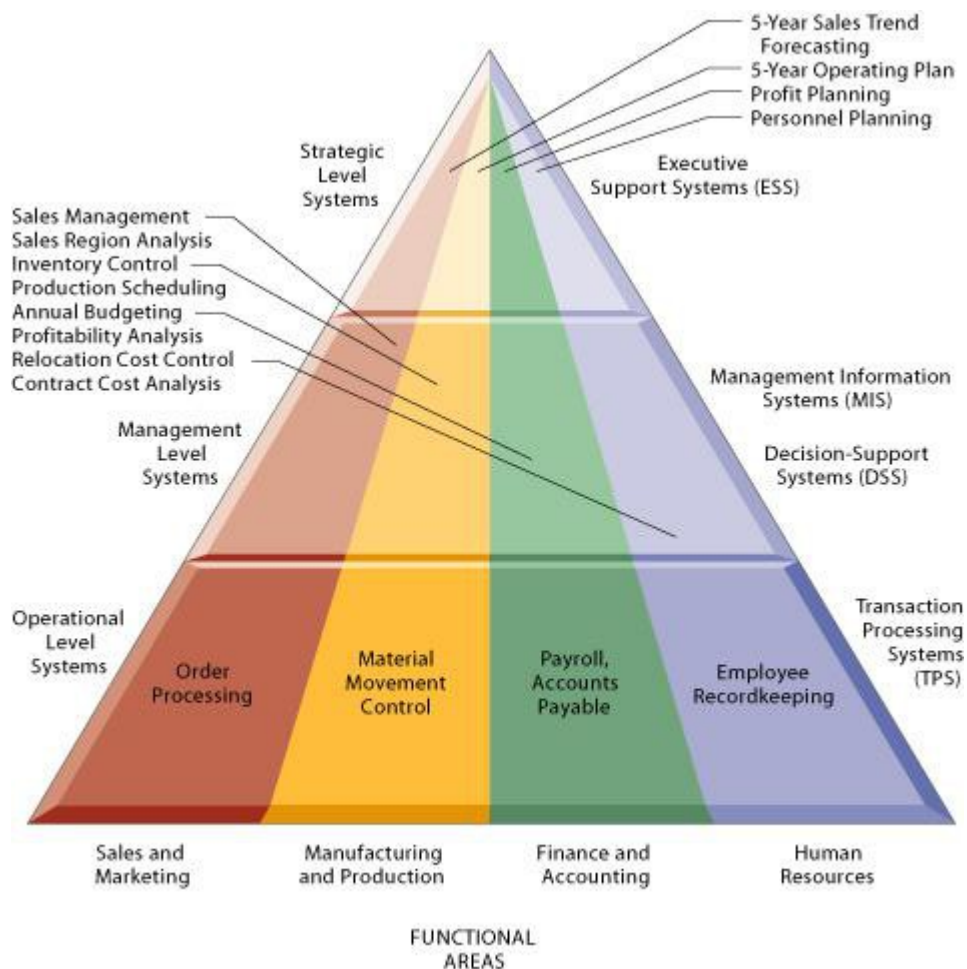 5-Year Sales Trend
Forecasting
5-Year Operating Plan
Profit Planning
Personnel Planning
Strategic
Level
Systems
Executive
Support Systems (ESS)
Sales Management
Sales Region Analysis
Inventory Control
Production Scheduling
Annual Budgeting
Profitability Analysis
Relocation Cost Control
Contract Cost Analysis
Management Information
Systems (MIS)
Management
Level
Systems
Decision-Support
Systems (DSS)
Operational
Level
Systems
Order
Processing
Material
Movement
Control
Payroll,
Accounts
Payable
Employee
Recordkeeping
Transaction
Processing
Systems
(TPS)
Sales and
Marketing
Manufacturing
and Production
Finance and
Accounting
Human
Resources
FUNCTIONAL
AREAS